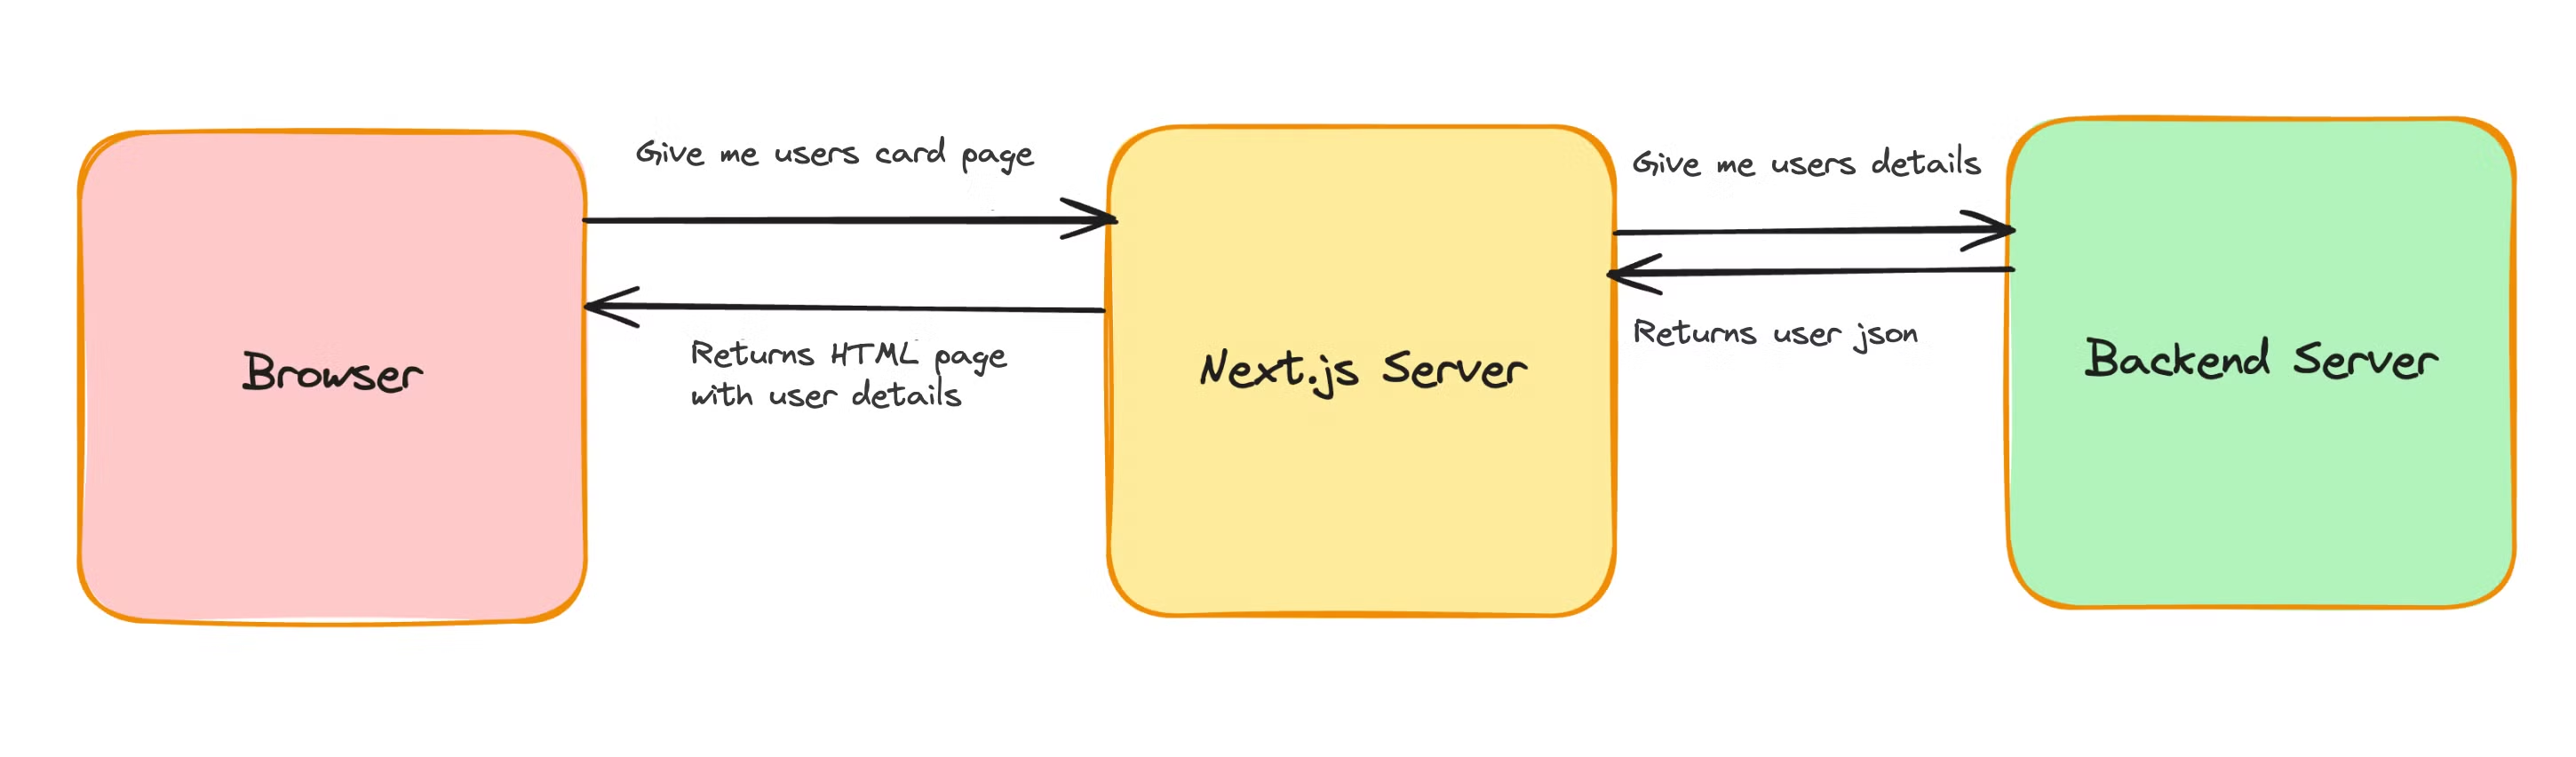 Give me users card page
Give me users details
Returns HTML page
with user details
Returns user json
Browser
Next.js Server
Backend Server